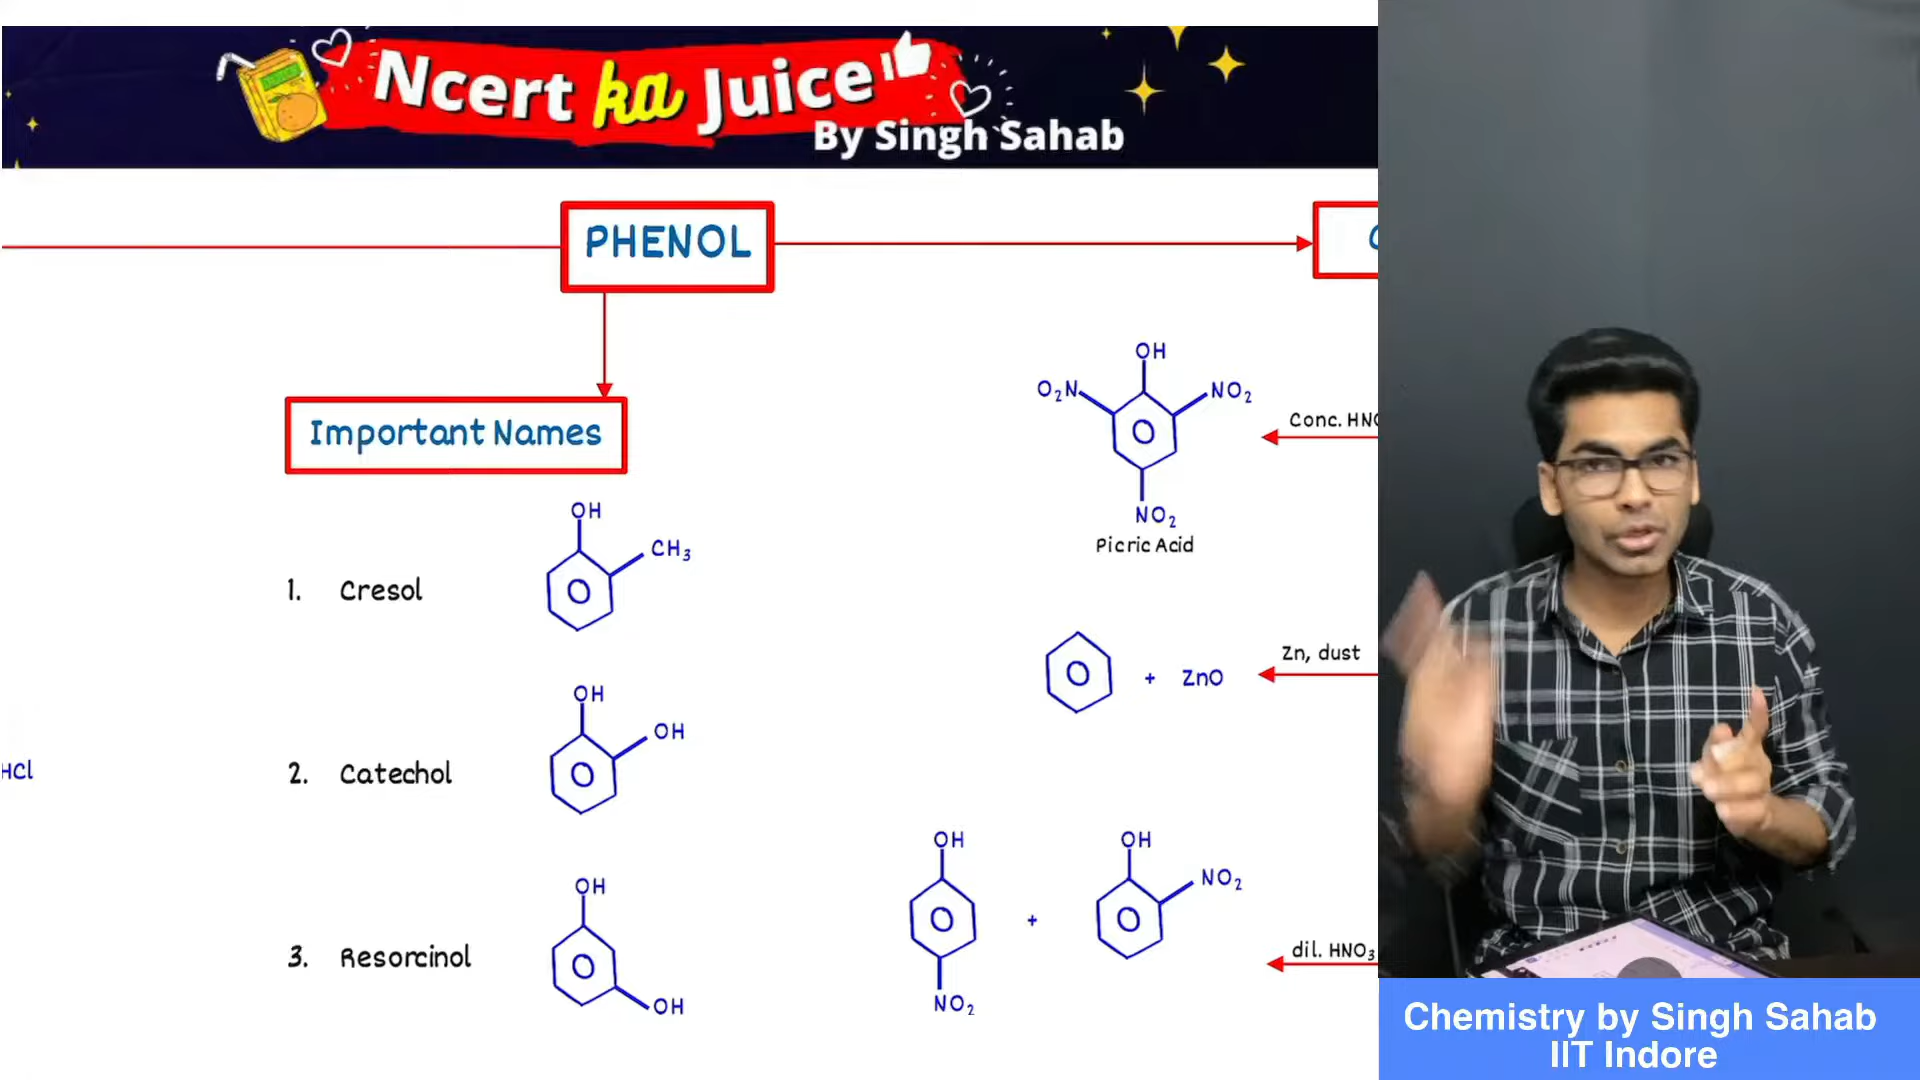 Ncert ka Juice
By Singh Sahab
PHENOL
Important Names
1. Cresol
OH
CH3
2. Catechol
OH
OH
3. Resorcinol
OH
OH
HCl
OH
O2N
NO2
NO2
Picric Acid
Conc. HNO
+ ZnO
Zn, dust
OH
NO2
+
OH
NO2
dil. HNO3
Chemistry by Singh Sahab
IIT Indore